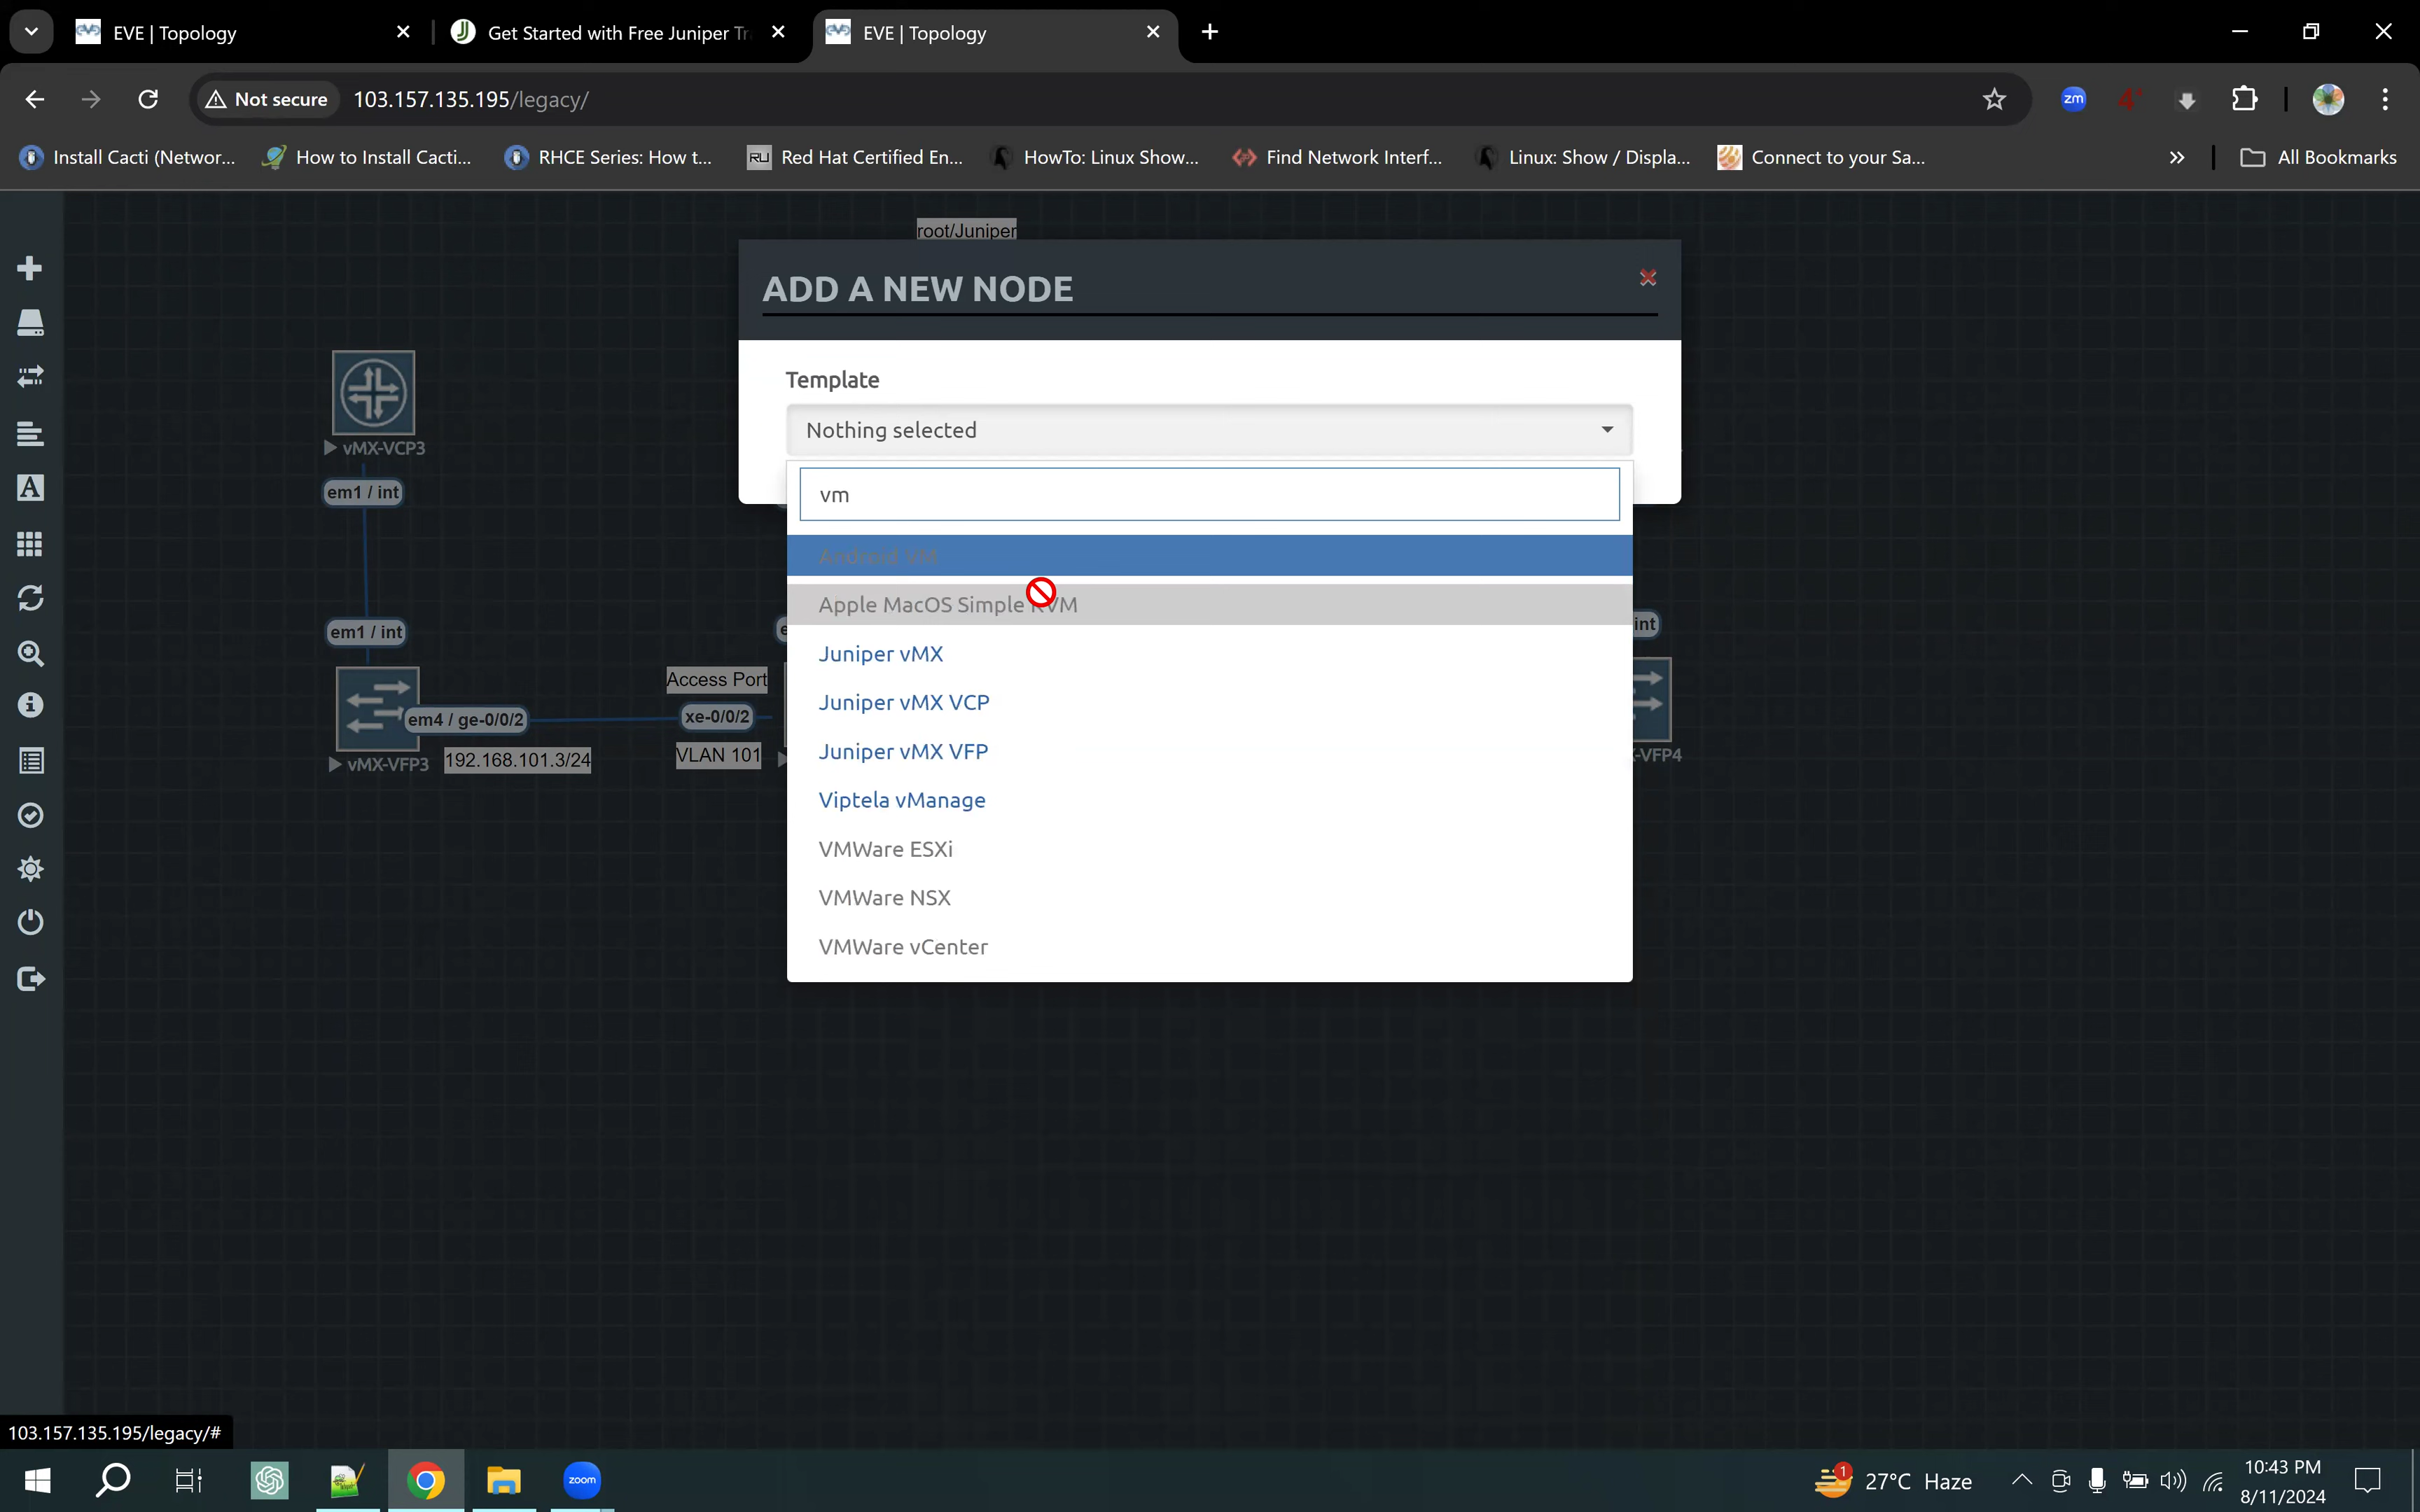 EVE | Topology
Get Started with Free Juniper Tr
EVE | Topology
Not secure
103.157.135.195/legacy/
zm
Install Cacti (Networ...
How to Install Cacti...
RHCE Series: How t...
Red Hat Certified En...
HowTo: Linux Show...
Find Network Interf...
Linux: Show / Displa...
Connect to your Sa...
All Bookmarks
root/Juniper
ADD A NEW NODE
Template
Nothing selected
vm
Android VM
Apple MacOS Simple KVM
Juniper vMX
Juniper vMX VCP
Juniper vMX VFP
Viptela vManage
VMWare ESXi
VMWare NSX
VMWare vCenter
vMX-VCP3
em1 / int
em1 / int
em4 / ge-0/0/2
vMX-VFP3
192.168.101.3/24
Access Port
xe-0/0/2
VLAN 101
int
-VFP4
103.157.135.195/legacy/#
zoom
1
27°C Haze
10:43 PM
8/11/2024